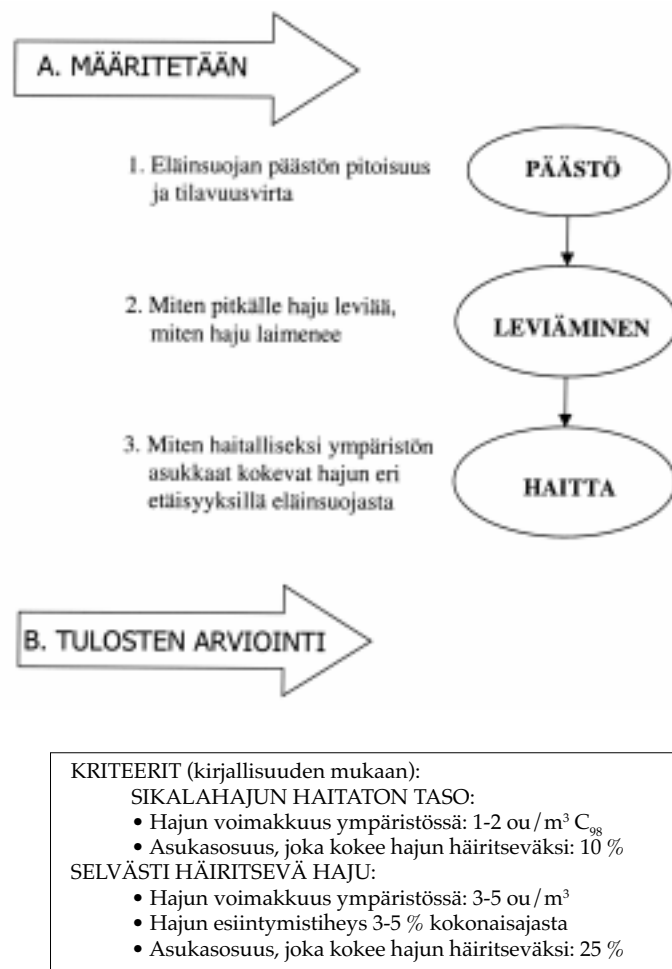 A. MÄÄRITETÄÄN
1. Eläinsuojan päästön pitoisuus
ja tilavuusvirta
PÄÄSTÖ
2. Miten pitkälle haju leviää,
miten haju laimenee
LEVIÄMINEN
3. Miten haitalliseksi ympäristön
asukkaat kokevat hajun eri
etäisyyksillä eläinsuojasta
HAITTA
B. TULOSTEN ARVIOINTI
KRITEERIT (kirjallisuuden mukaan):
SIKALAHAJUN HAITATON TASO:
• Hajun voimakkuus ympäristössä: 1-2 ou/m³ C₉₈
• Asukasosuus, joka kokee hajun häiritseväksi: 10 %
SELVÄSTI HÄIRITSEVÄ HAJU:
• Hajun voimakkuus ympäristössä: 3-5 ou/m³
• Hajun esiintymistiheys 3-5 % kokonaisajasta
• Asukasosuus, joka kokee hajun häiritseväksi: 25 %